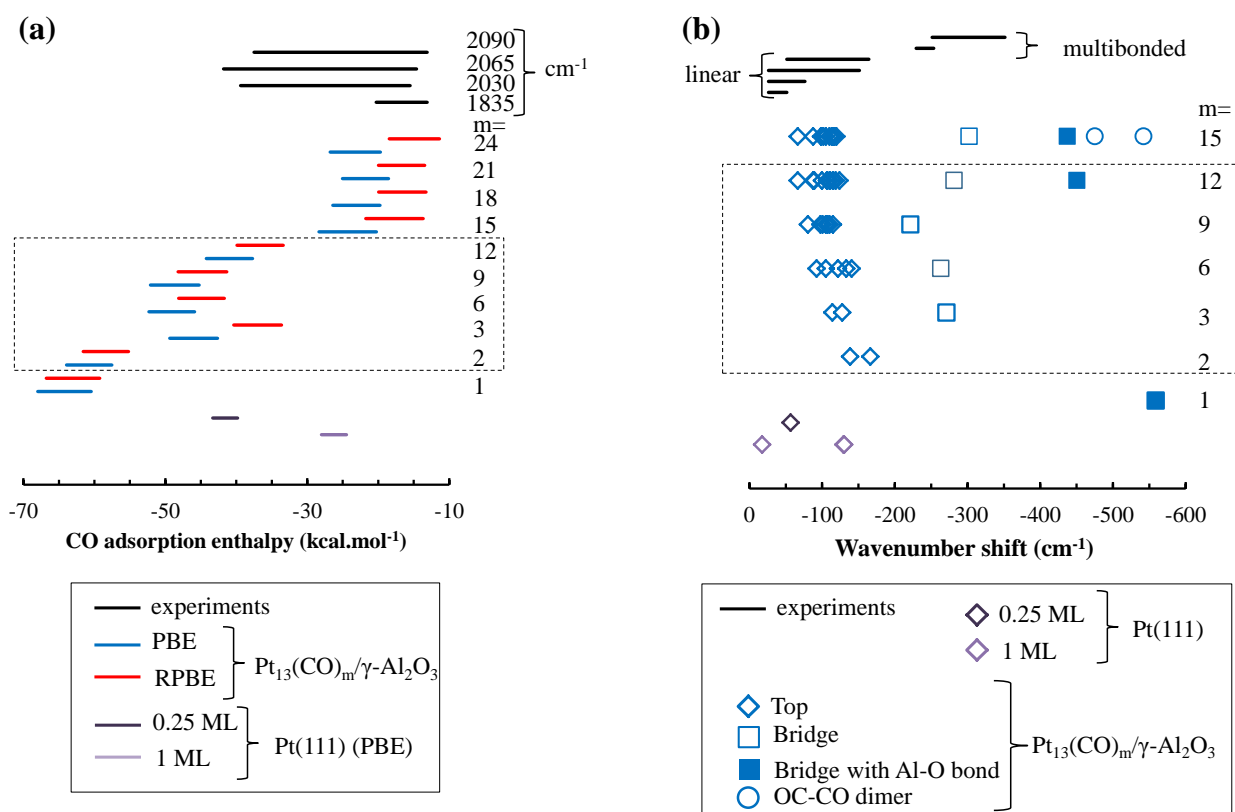 (a)
2090
2065
2030
1835
cm-1
m=
24
21
18
15
12
9
6
3
2
1
-70 -50 -30 -10
CO adsorption enthalpy (kcal.mol-1)
experiments
PBE
RPBE
Pt13(CO)m/γ-Al2O3
0.25 ML
1 ML
Pt(111) (PBE)
(b)
multibonded
linear
m=
15
12
9
6
3
2
1
0 -100 -200 -300 -400 -500 -600
Wavenumber shift (cm-1)
experiments
0.25 ML
1 ML
Pt(111)
Top
Bridge
Bridge with Al-O bond
OC-CO dimer
Pt13(CO)m/γ-Al2O3